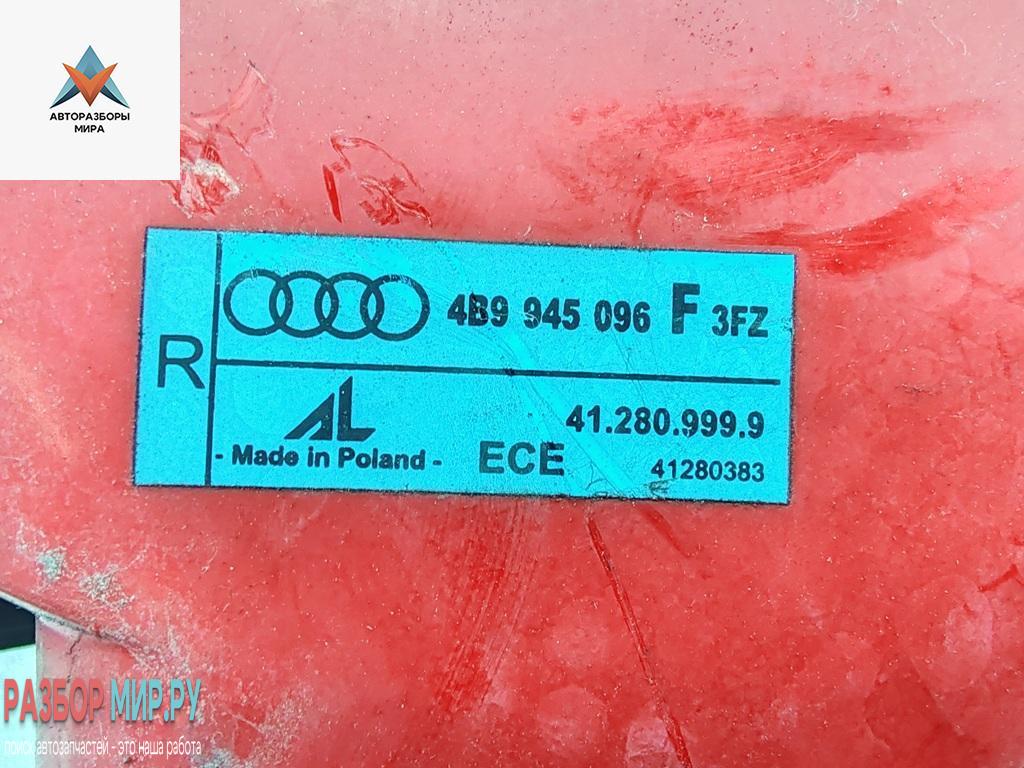 АВТОРАЗБОРЫ
МИРА
R
4B9 945 096 F 3FZ
AL
41.280.999.9
- Made in Poland -
ECE
41280383
РАЗБОР МИР.РУ
поиск автозапчастей - это наша работа